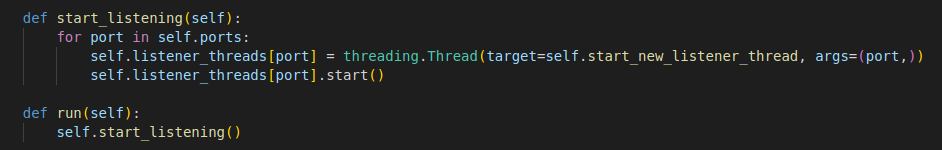 def start_listening(self):
    for port in self.ports:
        self.listener_threads[port] = threading.Thread(target=self.start_new_listener_thread, args=(port,))
        self.listener_threads[port].start()

def run(self):
    self.start_listening()